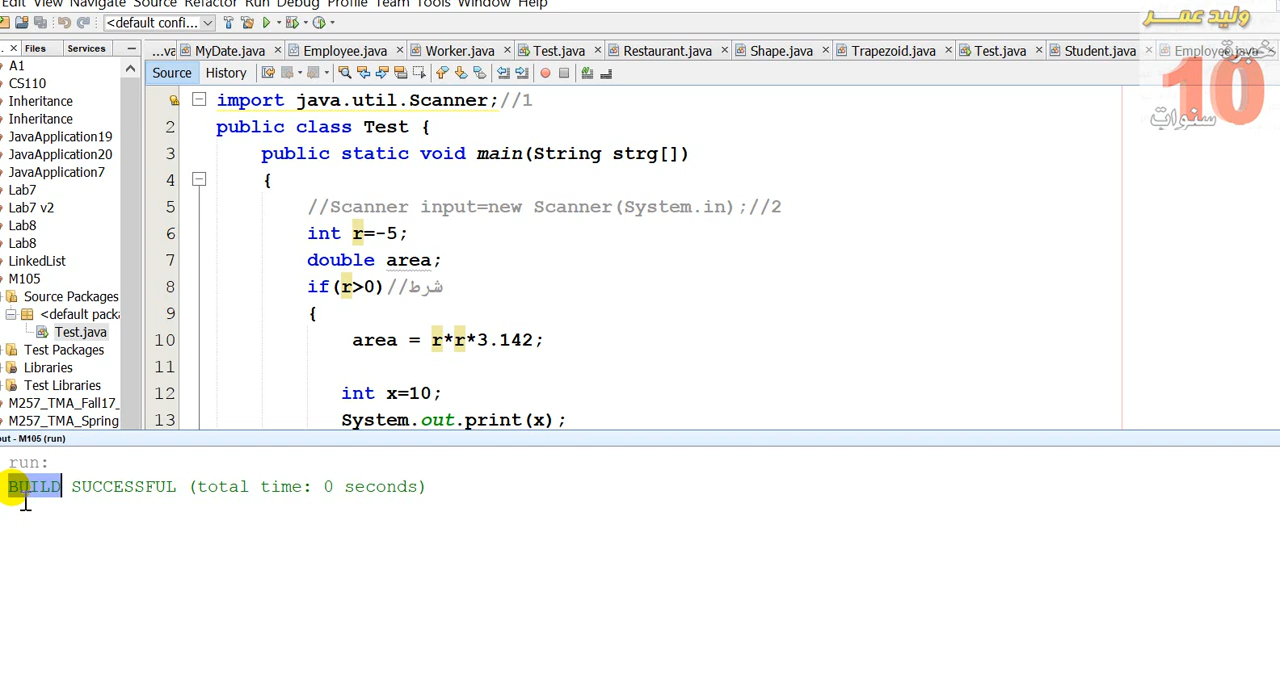 Edit View Navigate Source Refactor Run Debug Profile Team Tools Window Help
<default confi...
وليد عمر
خبرة
10
سنوات
Files Services
...va MyDate.java Employee.java Worker.java Test.java Restaurant.java Shape.java Trapezoid.java Test.java Student.java Employee.java
Source History
A1
CS110
Inheritance
Inheritance
JavaApplication19
JavaApplication20
JavaApplication7
Lab7
Lab7 v2
Lab8
Lab8
LinkedList
M105
Source Packages
<default packa
Test.java
Test Packages
Libraries
Test Libraries
M257_TMA_Fall17_
M257_TMA_Spring
import java.util.Scanner;//1
2 public class Test {
3 public static void main(String strg[])
4 {
5 //Scanner input=new Scanner(System.in);//2
6 int r=-5;
7 double area;
8 if(r>0)//شرط
9 {
10 area = r*r*3.142;
11
12 int x=10;
13 System.out.print(x);
out - M105 (run)
run:
BUILD SUCCESSFUL (total time: 0 seconds)